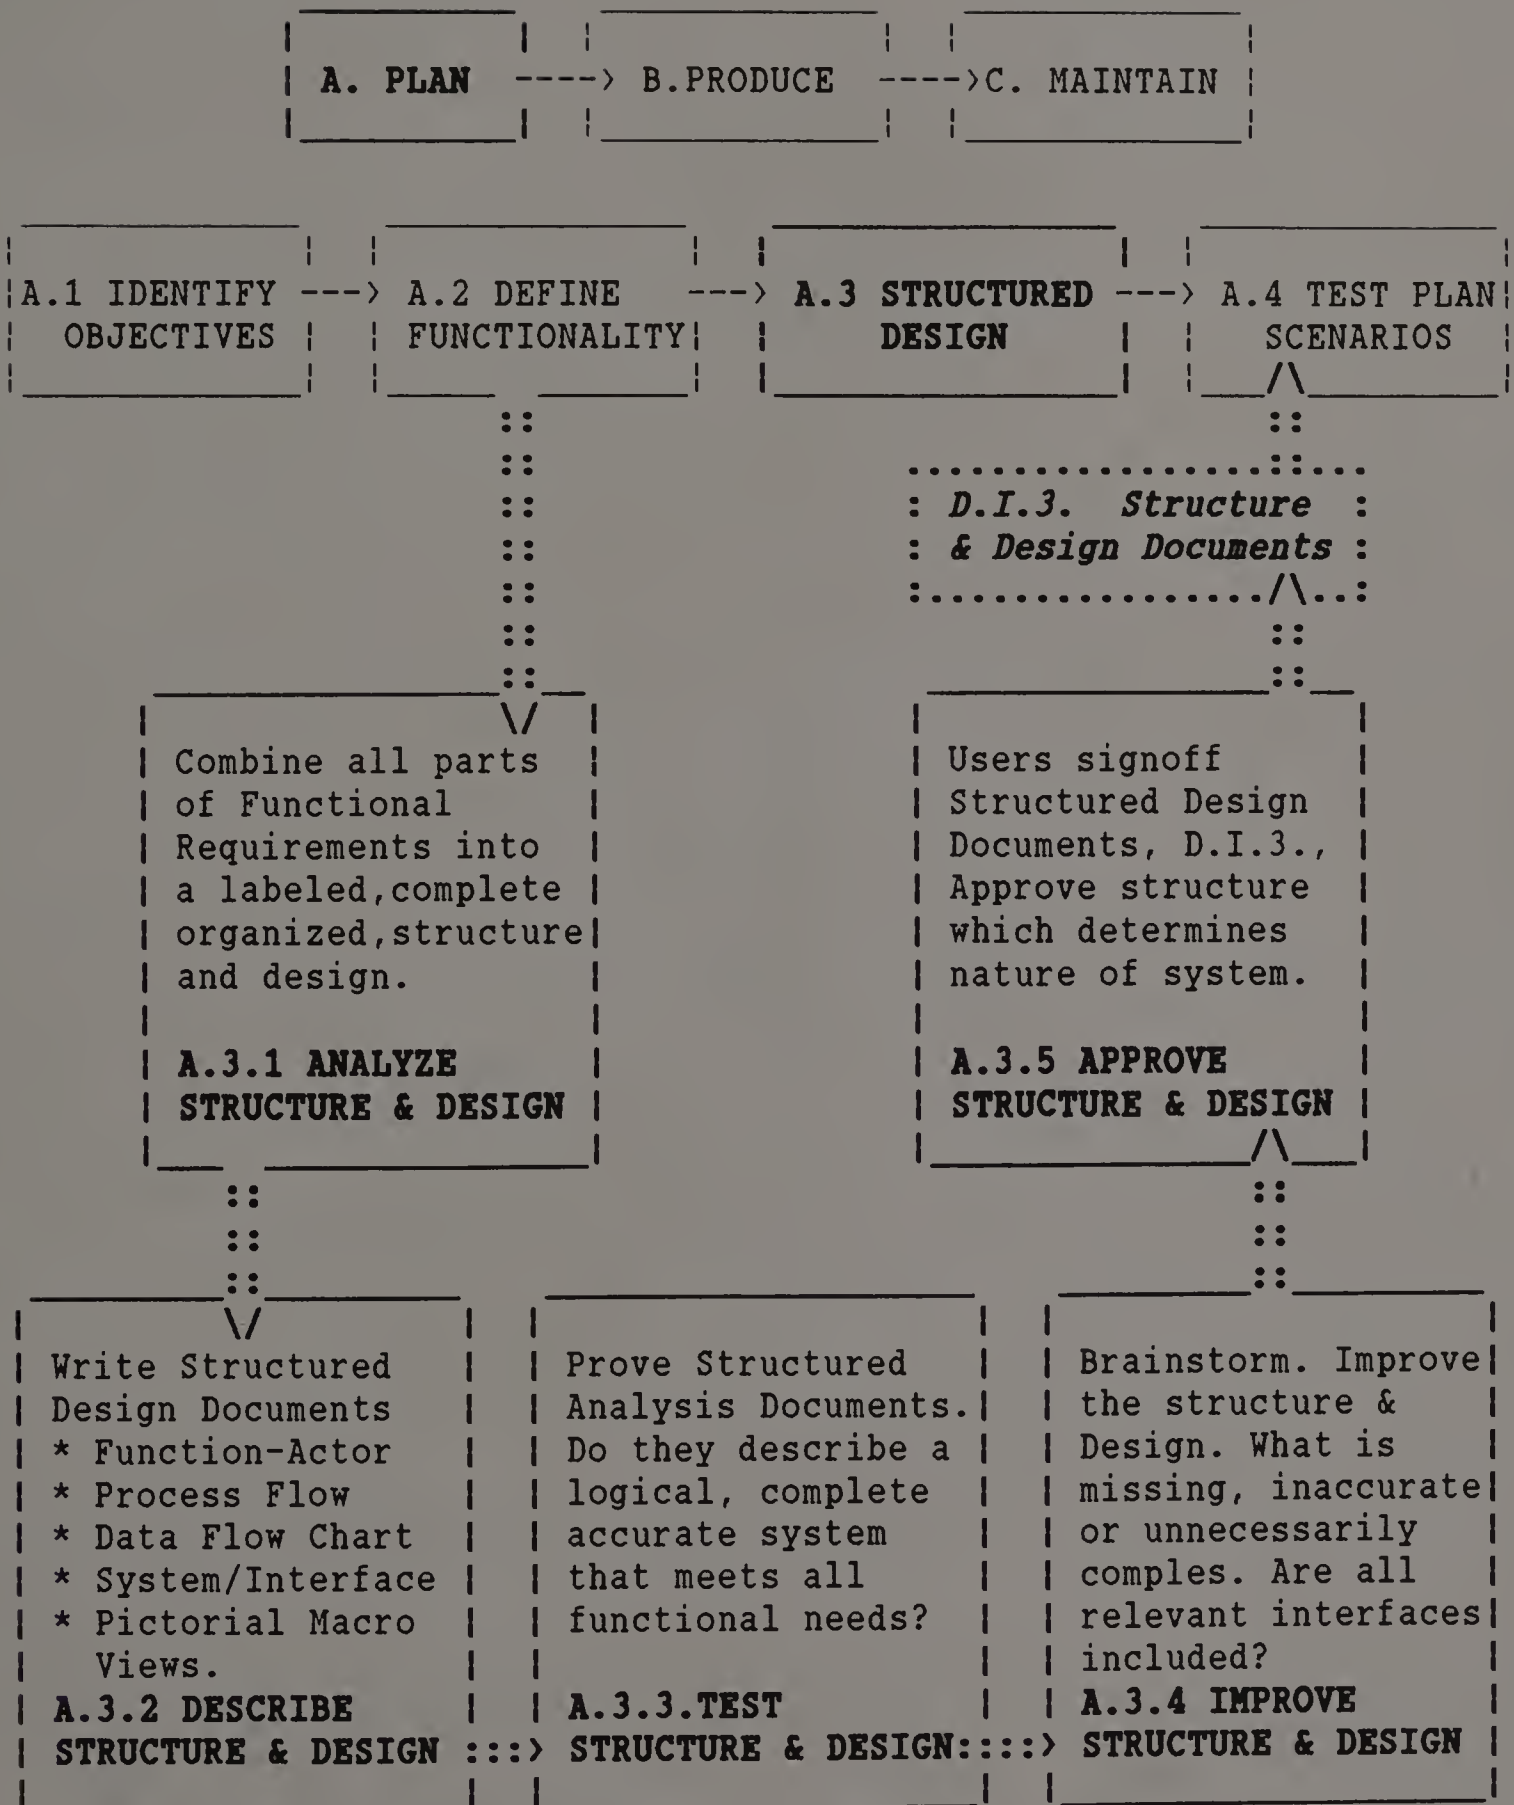 A. PLAN ----> B.PRODUCE ---->C. MAINTAIN
A.1 IDENTIFY ---> A.2 DEFINE ---> A.3 STRUCTURED ---> A.4 TEST PLAN
OBJECTIVES FUNCTIONALITY DESIGN SCENARIOS
D.I.3. Structure
& Design Documents
Combine all parts
of Functional
Requirements into
a labeled,complete
organized,structure
and design.
A.3.1 ANALYZE
STRUCTURE & DESIGN
Users signoff
Structured Design
Documents, D.I.3.,
Approve structure
which determines
nature of system.
A.3.5 APPROVE
STRUCTURE & DESIGN
Write Structured
Design Documents
* Function-Actor
* Process Flow
* Data Flow Chart
* System/Interface
* Pictorial Macro
Views.
A.3.2 DESCRIBE
STRUCTURE & DESIGN :::>
Prove Structured
Analysis Documents.
Do they describe a
logical, complete
accurate system
that meets all
functional needs?
A.3.3.TEST
STRUCTURE & DESIGN::::>
Brainstorm. Improve
the structure &
Design. What is
missing, inaccurate
or unnecessarily
comples. Are all
relevant interfaces
included?
A.3.4 IMPROVE
STRUCTURE & DESIGN